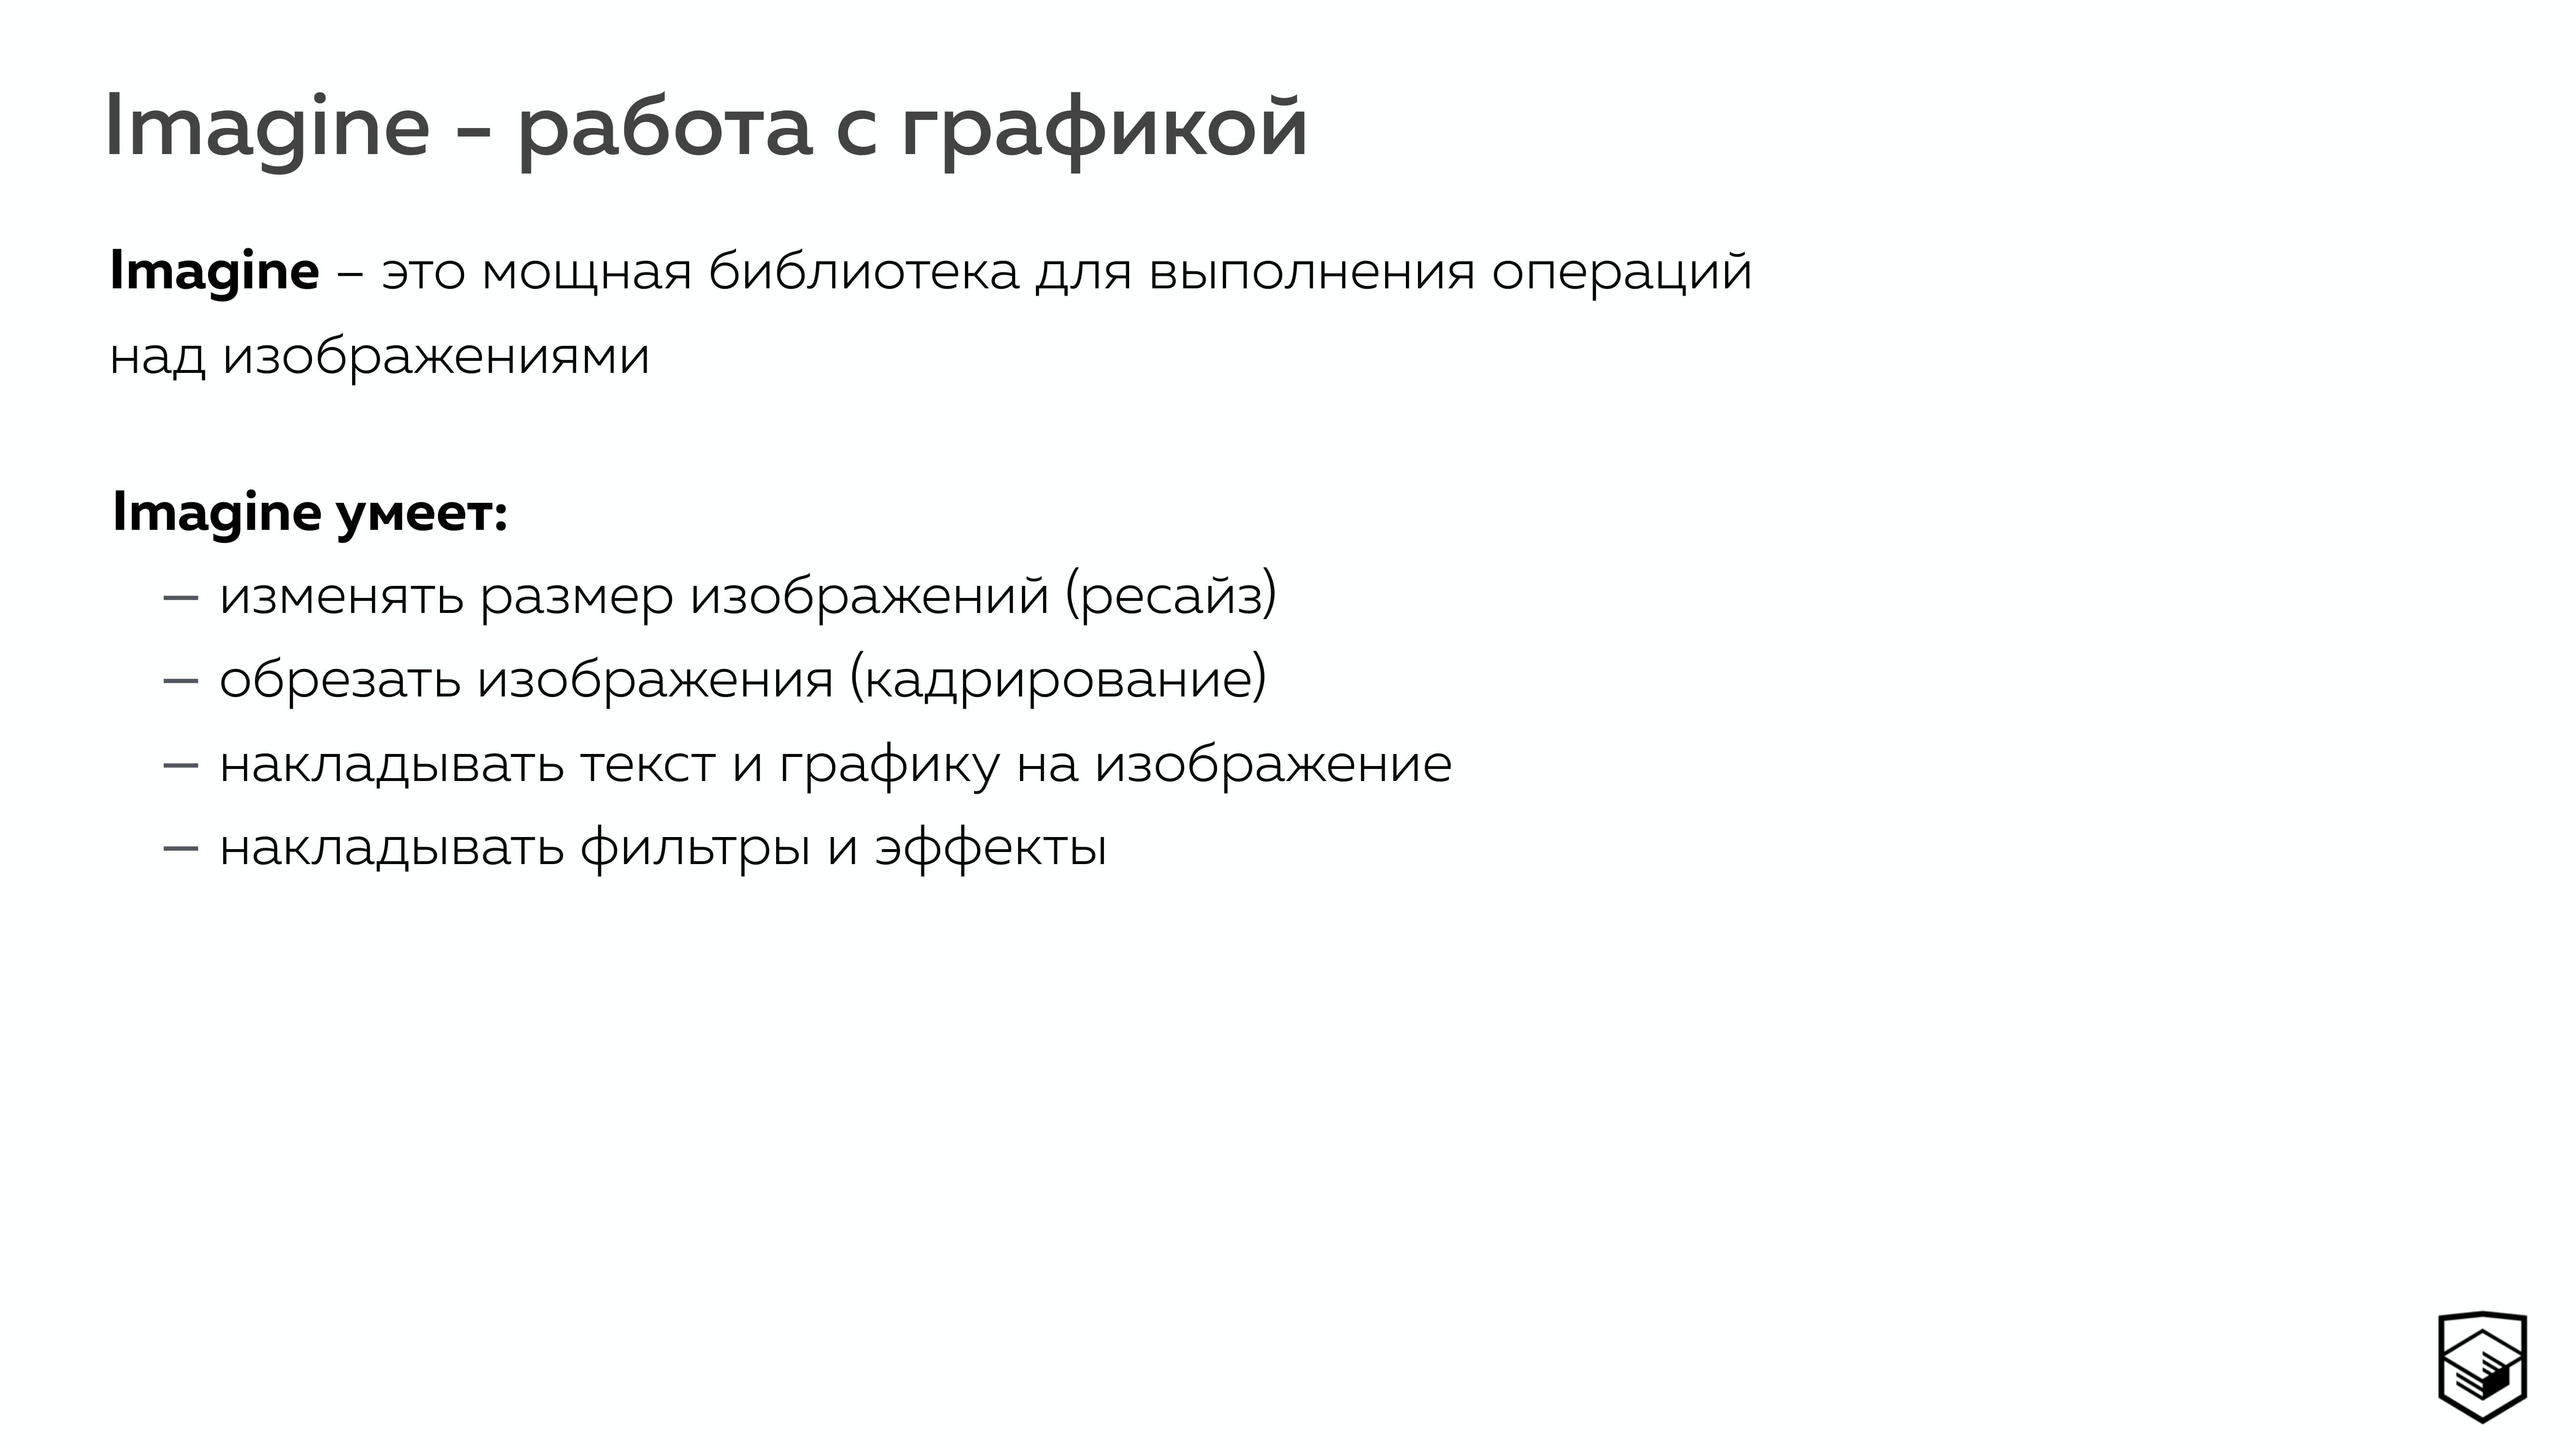 Imagine - работа с графикой
Imagine – это мощная библиотека для выполнения операций
над изображениями
Imagine умеет:
— изменять размер изображений (ресайз)
— обрезать изображения (кадрирование)
— накладывать текст и графику на изображение
— накладывать фильтры и эффекты